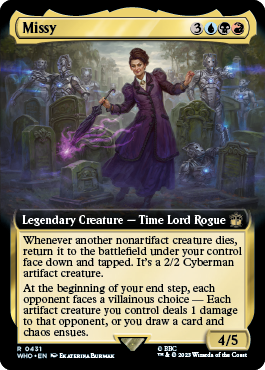 Missy 3
Legendary Creature — Time Lord Rogue
Whenever another nonartifact creature dies,
return it to the battlefield under your control
face down and tapped. It's a 2/2 Cyberman
artifact creature.
At the beginning of your end step, each
opponent faces a villainous choice — Each
artifact creature you control deals 1 damage
to that opponent, or you draw a card and
chaos ensues.
4/5
R 0431
WHO • EN Ekaterina Burmak
© BBC
™ & © 2023 Wizards of the Coast